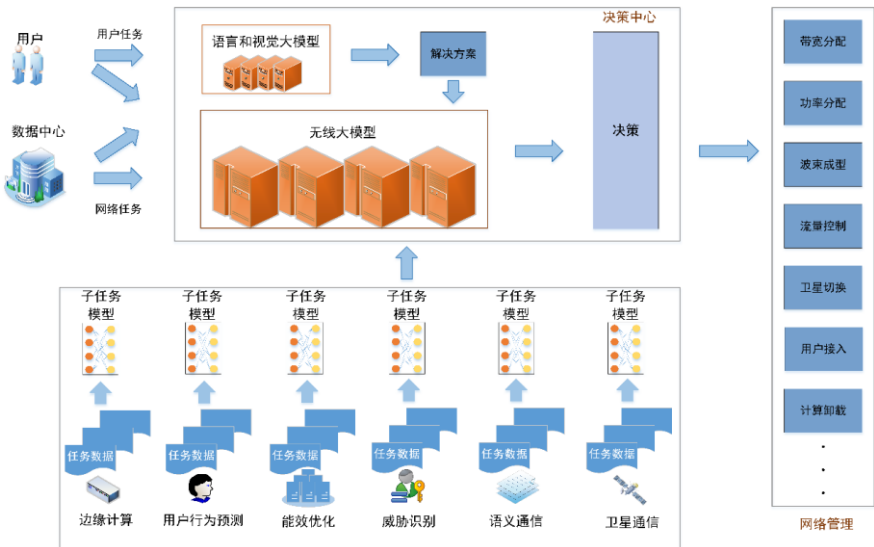 用户
用户任务
数据中心
网络任务
决策中心
语言和视觉大模型
解决方案
无线大模型
决策
带宽分配
功率分配
波束成型
流量控制
卫星切换
用户接入
计算卸载
网络管理
子任务
模型
子任务
模型
子任务
模型
子任务
模型
子任务
模型
子任务
模型
任务数据
任务数据
任务数据
任务数据
任务数据
任务数据
边缘计算
用户行为预测
能效优化
威胁识别
语义通信
卫星通信